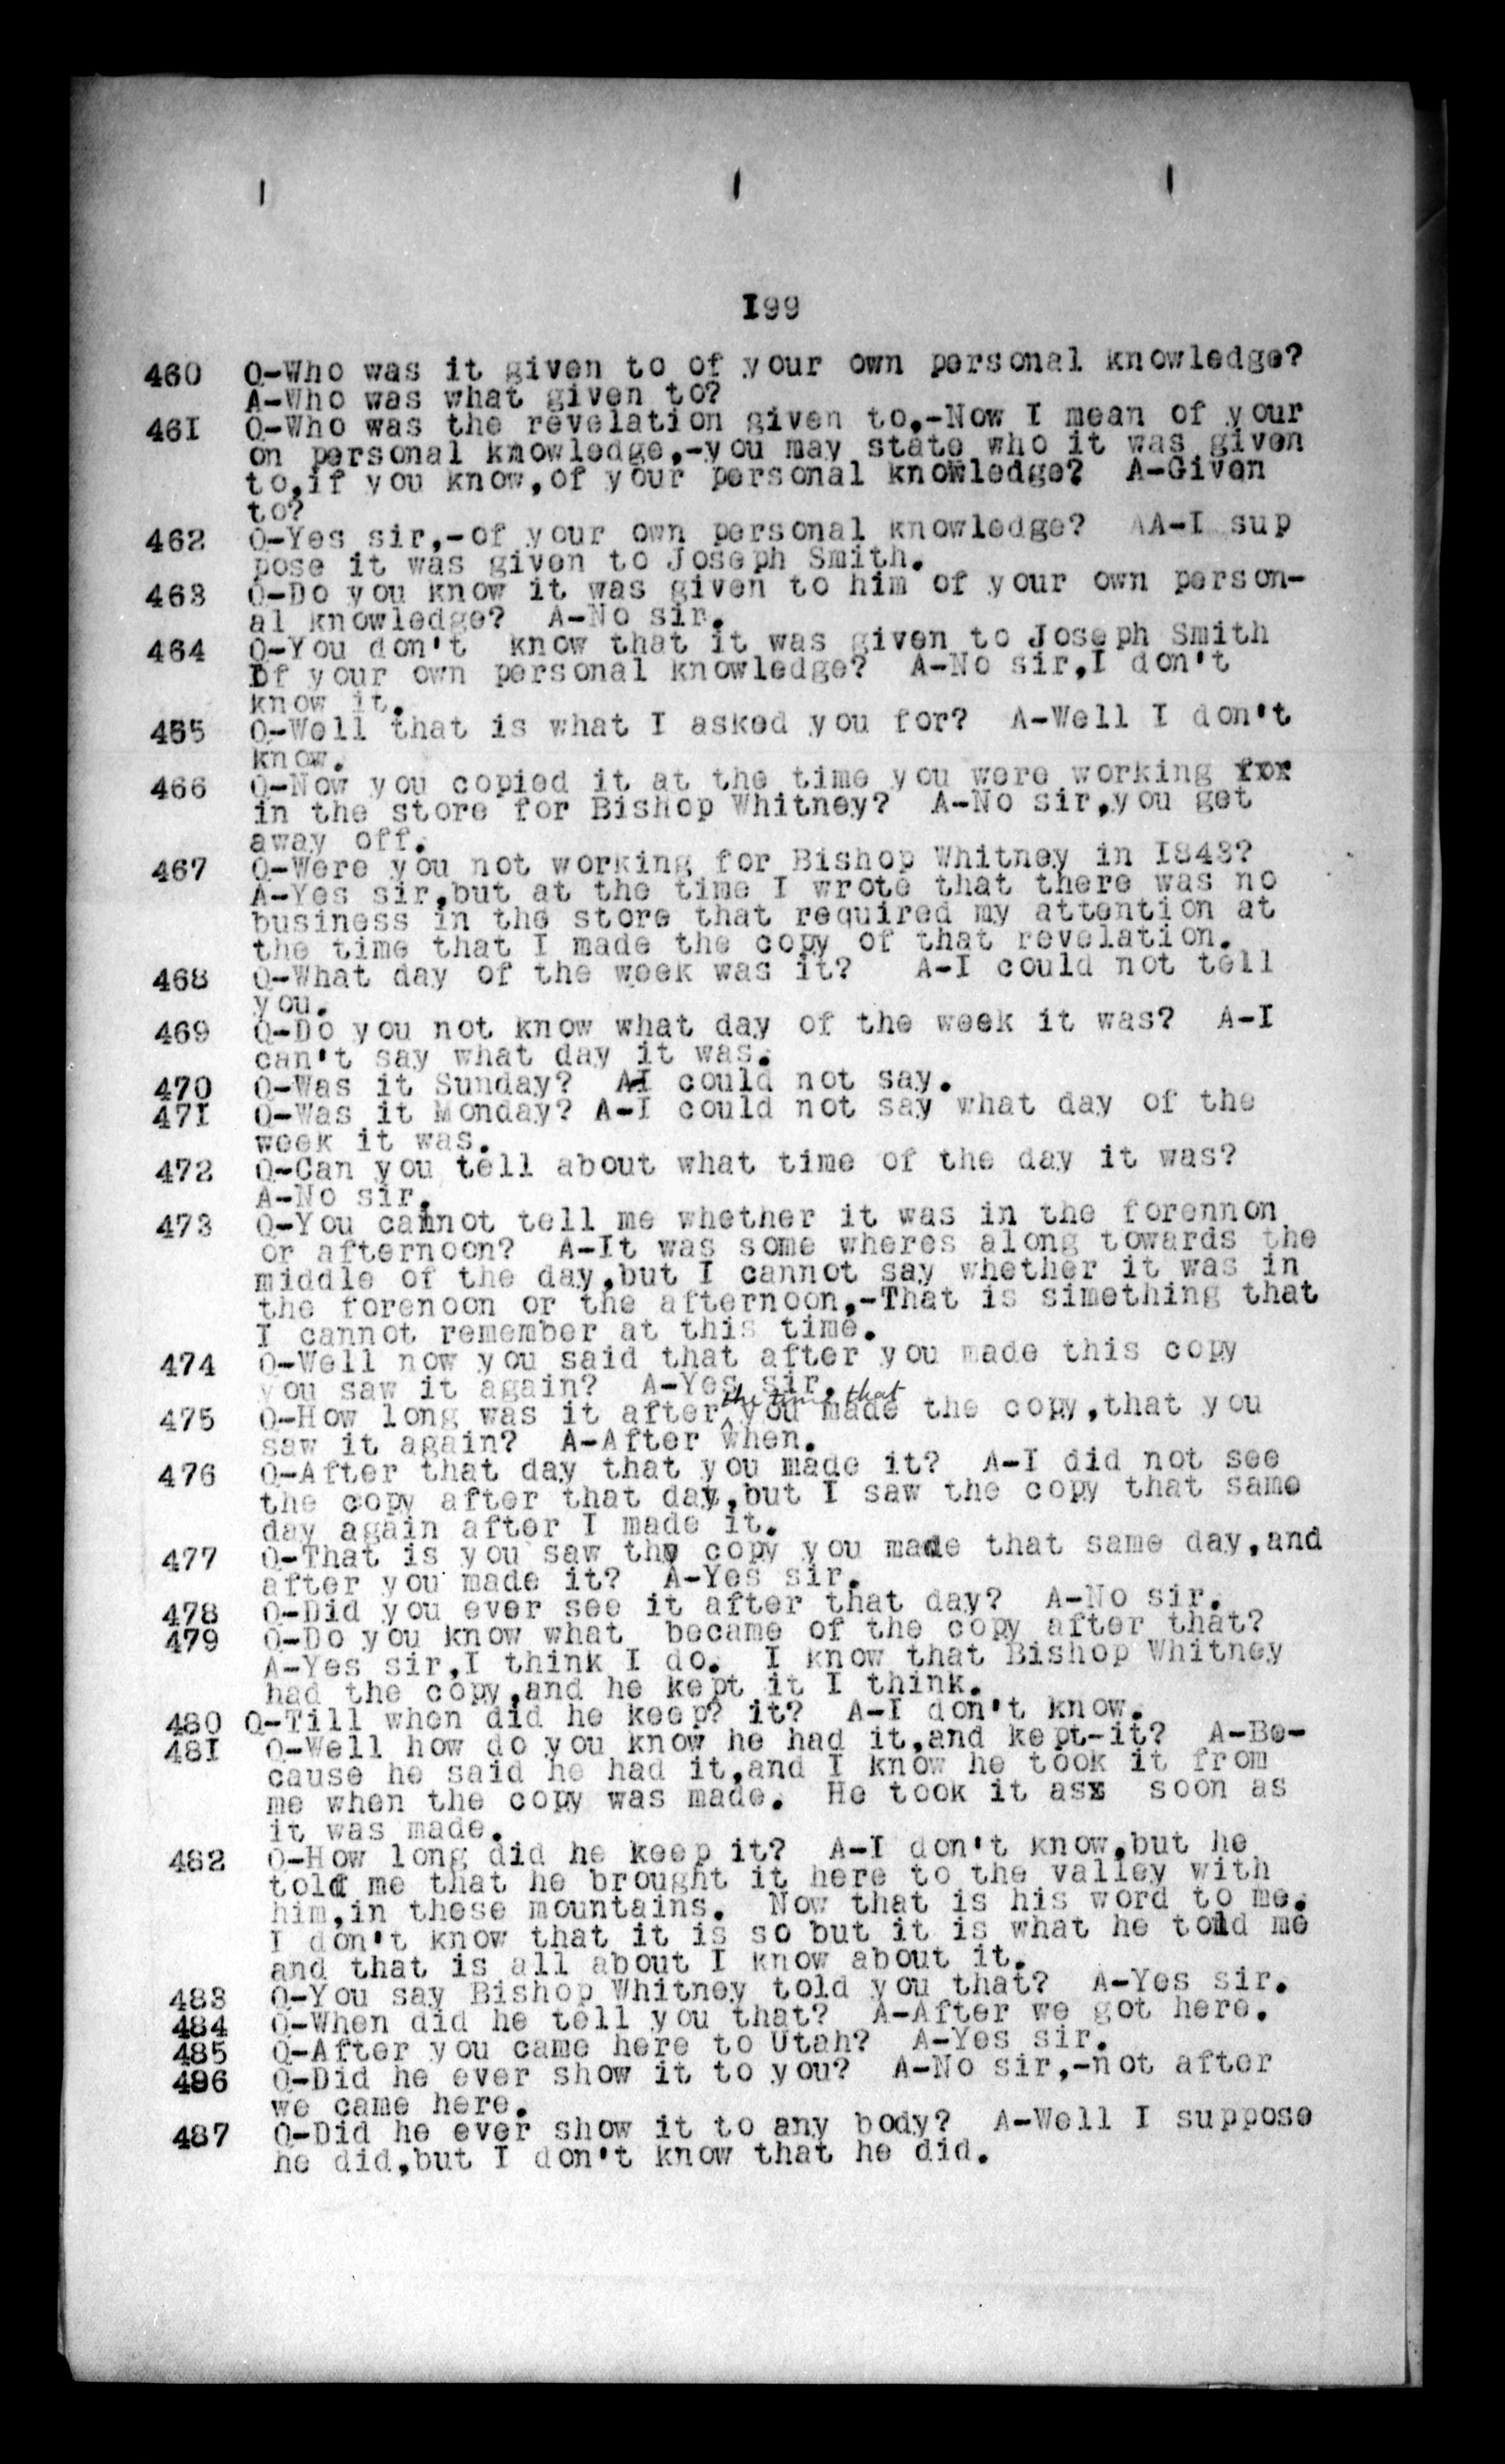 I99
460 Q-Who was it given to of your own personal knowledge?
A-Who was what given to?
46I Q-Who was the revelation given to,-Now I mean of your
on personal knowledge,-you may state who it was given
to,if you know,of your personal knowledge? A-Given
to?
462 Q-Yes sir,-of your own personal knowledge? AA-I sup
pose it was given to Joseph Smith.
463 Q-Do you know it was given to him of your own person-
al knowledge? A-No sir.
464 Q-You don't know that it was given to Joseph Smith
of your own personal knowledge? A-No sir,I don't
know it.
465 Q-Well that is what I asked you for? A-Well I don't
know.
466 Q-Now you copied it at the time you were working fxx
in the store for Bishop Whitney? A-No sir,you get
away off.
467 Q-Were you not working for Bishop Whitney in I843?
A-Yes sir,but at the time I wrote that there was no
business in the store that required my attention at
the time that I made the copy of that revelation.
468 Q-What day of the week was it? A-I could not tell
you.
469 Q-Do you not know what day of the week it was? A-I
can't say what day it was.
470 Q-Was it Sunday? A-I could not say.
47I Q-Was it Monday? A-I could not say what day of the
week it was.
472 Q-Can you tell about what time of the day it was?
A-No sir.
473 Q-You cannot tell me whether it was in the forennon
or afternoon? A-It was some wheres along towards the
middle of the day,but I cannot say whether it was in
the forenoon or the afternoon,-That is simething that
I cannot remember at this time.
474 Q-Well now you said that after you made this copy
you saw it again? A-Yes sir.
475 Q-How long was it after the time that you made the copy,that you
saw it again? A-After when.
476 Q-After that day that you made it? A-I did not see
the copy after that day,but I saw the copy that same
day again after I made it.
477 Q-That is you saw the copy you made that same day,and
after you made it? A-Yes sir.
478 Q-Did you ever see it after that day? A-No sir.
479 Q-Do you know what became of the copy after that?
A-Yes sir,I think I do. I know that Bishop Whitney
had the copy,and he kept it I think.
480 Q-Till when did he keep? it? A-I don't know.
48I Q-Well how do you know he had it,and kept-it? A-Be-
cause he said he had it,and I know he took it from
me when the copy was made. He took it asx soon as
it was made.
482 Q-How long did he keep it? A-I don't know,but he
told me that he brought it here to the valley with
him,in these mountains. Now that is his word to me.
I don't know that it is so but it is what he told me
and that is all about I know about it.
483 Q-You say Bishop Whitney told you that? A-Yes sir.
484 Q-When did he tell you that? A-After we got here.
485 Q-After you came here to Utah? A-Yes sir.
486 Q-Did he ever show it to you? A-No sir,-not after
we came here.
487 Q-Did he ever show it to any body? A-Well I suppose
he did,but I don't know that he did.